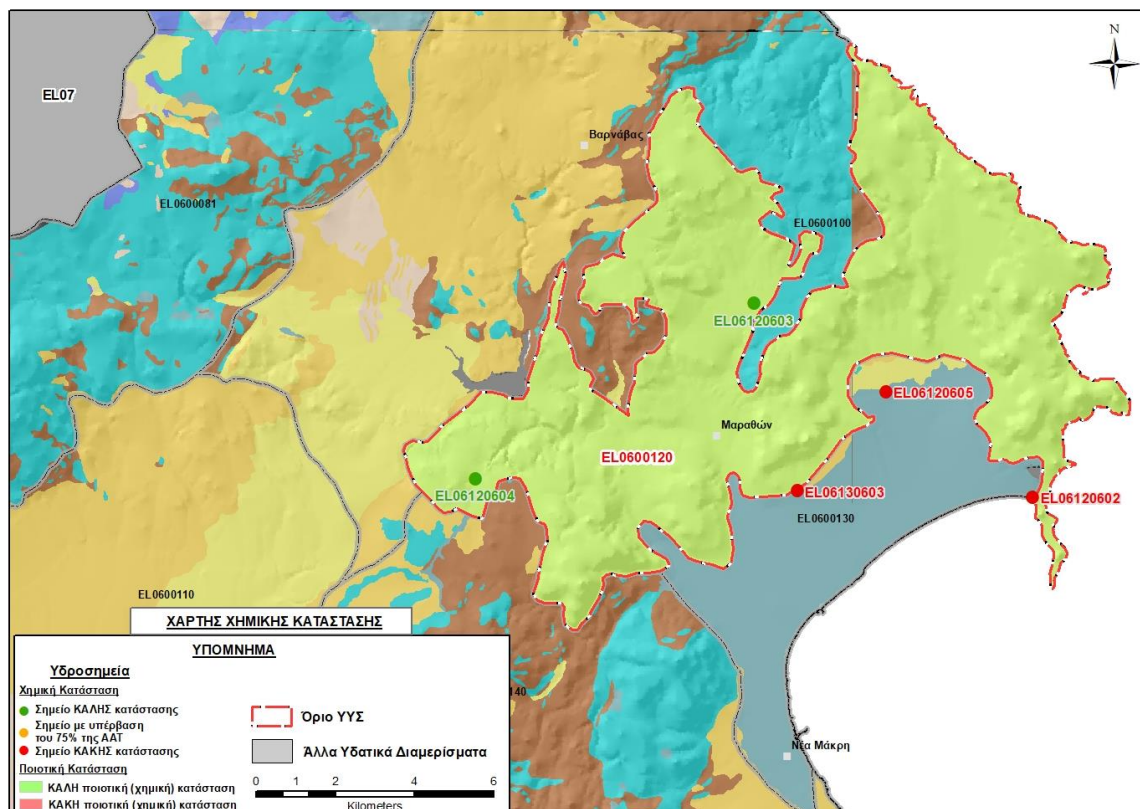 N
EL07
Βαρνάβας
EL0600081
EL0600100
EL06120603
EL06120605
Μαραθών
EL0600120
EL06120604
EL06130603
EL06120602
EL0600130
EL0600110
ΧΑΡΤΗΣ ΧΗΜΙΚΗΣ ΚΑΤΑΣΤΑΣΗΣ
ΥΠΟΜΝΗΜΑ
Υδροσημεία
Χημική Κατάσταση
Σημείο ΚΑΛΗΣ κατάστασης
Σημείο με υπέρβαση
του 75% της ΑΑΤ
Σημείο ΚΑΚΗΣ κατάστασης
Ποιοτική Κατάσταση
ΚΑΛΗ ποιοτική (χημική) κατάσταση
ΚΑΚΗ ποιοτική (χημική) κατάσταση
Όριο ΥΥΣ
Άλλα Υδατικά Διαμερίσματα
0 1 2 4 6
Kilometers
140
Νέα Μάκρη